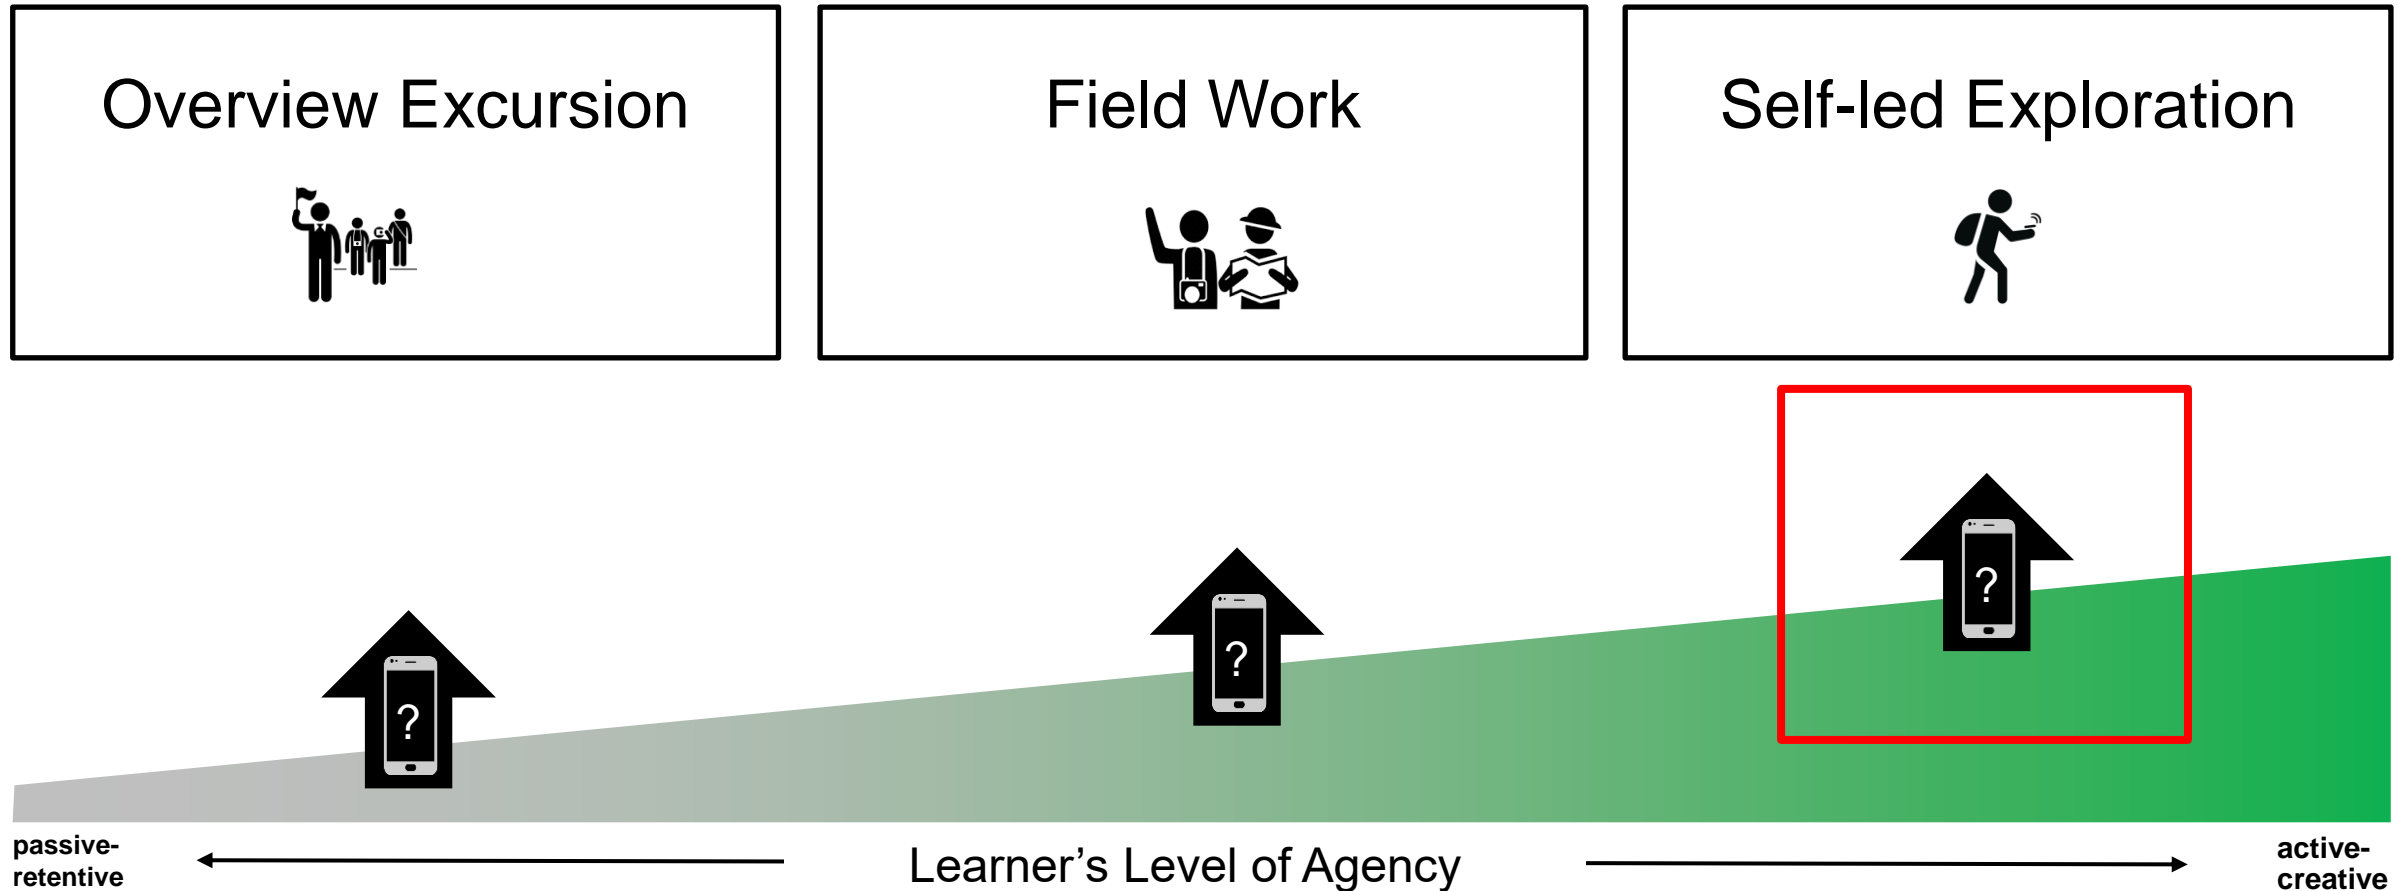 Overview Excursion
Field Work
Self-led Exploration
?
?
?
passive-
retentive
Learner's Level of Agency
active-
creative